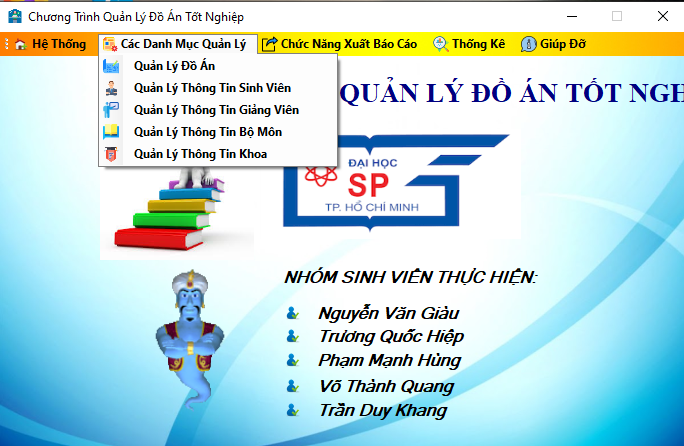 Chương Trình Quản Lý Đồ Án Tốt Nghiệp
Hệ Thống Các Danh Mục Quản Lý Chức Năng Xuất Báo Cáo Thống Kê Giúp Đỡ
Quản Lý Đồ Án
Quản Lý Thông Tin Sinh Viên
Quản Lý Thông Tin Giảng Viên
Quản Lý Thông Tin Bộ Môn
Quản Lý Thông Tin Khoa
QUẢN LÝ ĐỒ ÁN TỐT NGH
ĐẠI HỌC
SP
TP. HỒ CHÍ MINH
NHÓM SINH VIÊN THỰC HIỆN:
Nguyễn Văn Giàu
Trương Quốc Hiệp
Phạm Mạnh Hùng
Võ Thành Quang
Trần Duy Khang